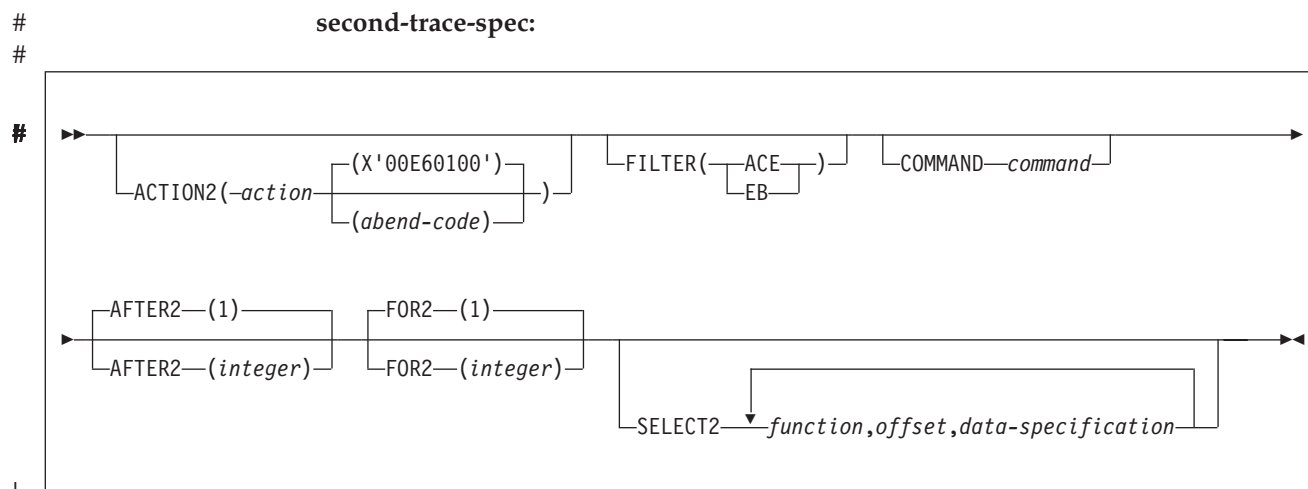 # second-trace-spec:
#
# ACTION2(action (X'00E60100') (abend-code) ) FILTER( ACE EB ) COMMAND command
AFTER2 (1) AFTER2 (integer) FOR2 (1) FOR2 (integer) SELECT2 function,offset,data-specification